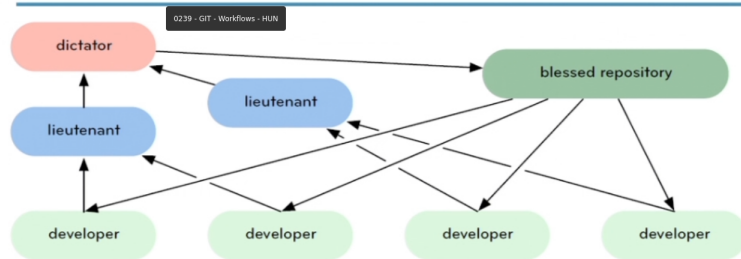 0239 - GIT - Workflows - HUN
dictator
blessed repository
lieutenant
lieutenant
developer
developer
developer
developer